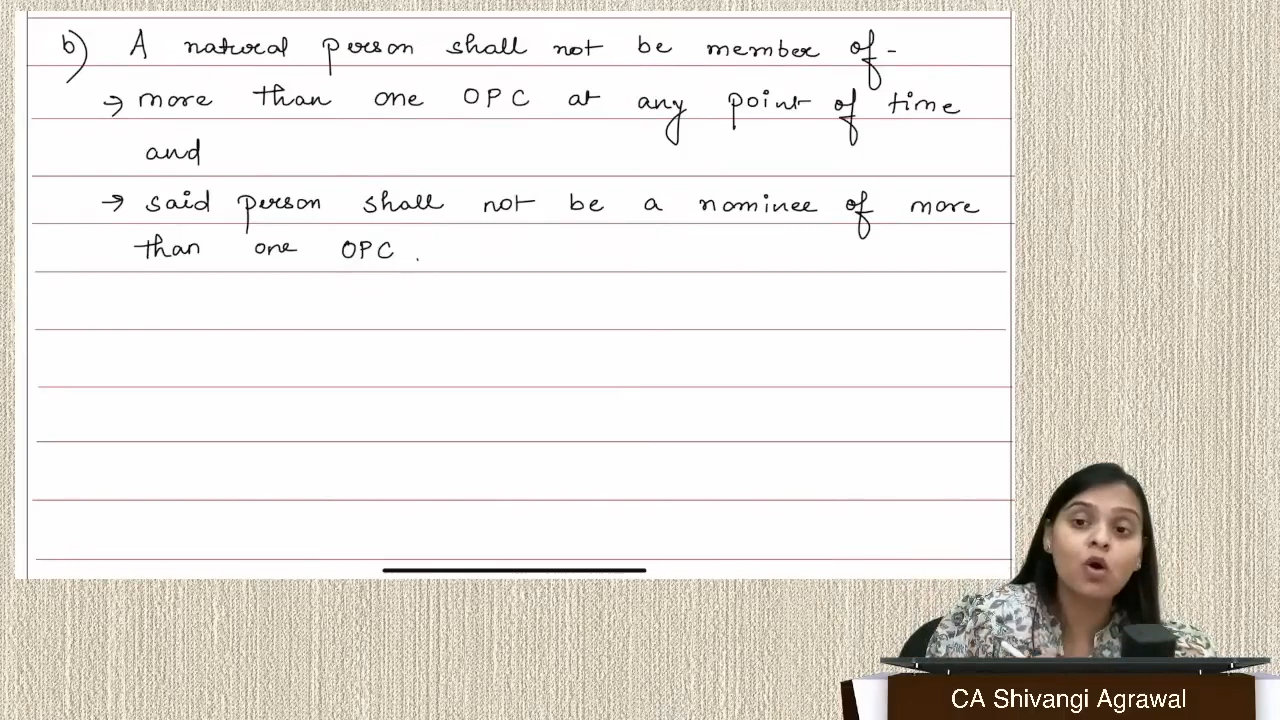 b) A natural person shall not be member of -
→ more than one OPC at any point of time
and
→ said person shall not be a nominee of more
than one OPC .
CA Shivangi Agrawal